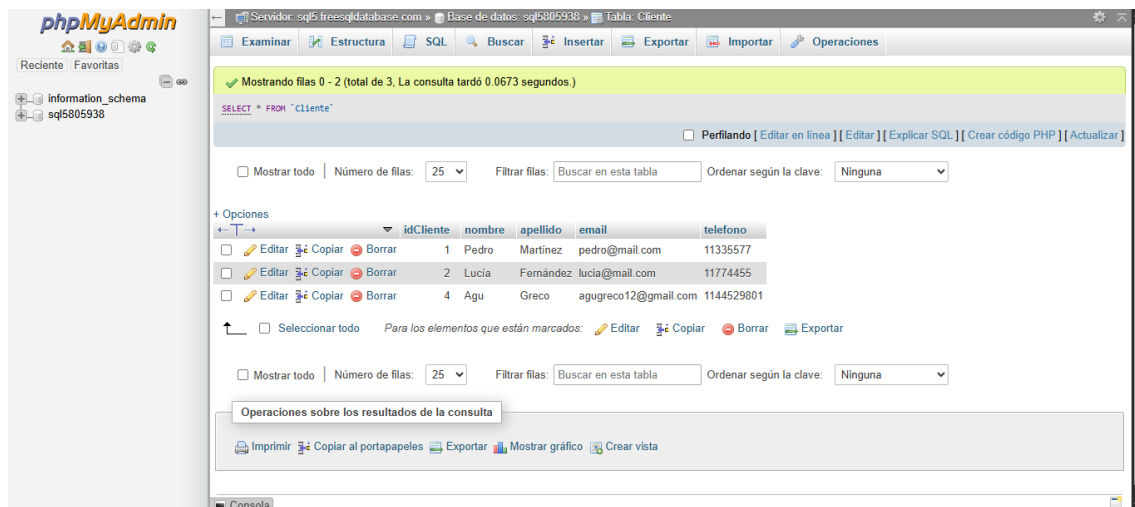 phpMyAdmin
Reciente Favoritas
information_schema
sql5805938
Servidor: sql5.freesqldatabase.com » Base de datos: sql5805938 » Tabla: Cliente
Examinar Estructura SQL Buscar Insertar Exportar Importar Operaciones
Mostrando filas 0 - 2 (total de 3, La consulta tardó 0.0673 segundos.)
SELECT * FROM `Cliente`
Perfilando [ Editar en línea ] [ Editar ] [ Explicar SQL ] [ Crear código PHP ] [ Actualizar ]
Mostrar todo Número de filas: 25 Filtrar filas: Buscar en esta tabla Ordenar según la clave: Ninguna
+ Opciones
←T→ idCliente nombre apellido email telefono
Editar Copiar Borrar 1 Pedro Martínez pedro@mail.com 11335577
Editar Copiar Borrar 2 Lucía Fernández lucia@mail.com 11774455
Editar Copiar Borrar 4 Agu Greco agugreco12@gmail.com 1144529801
Seleccionar todo Para los elementos que están marcados: Editar Copiar Borrar Exportar
Mostrar todo Número de filas: 25 Filtrar filas: Buscar en esta tabla Ordenar según la clave: Ninguna
Operaciones sobre los resultados de la consulta
Imprimir Copiar al portapapeles Exportar Mostrar gráfico Crear vista
Consola